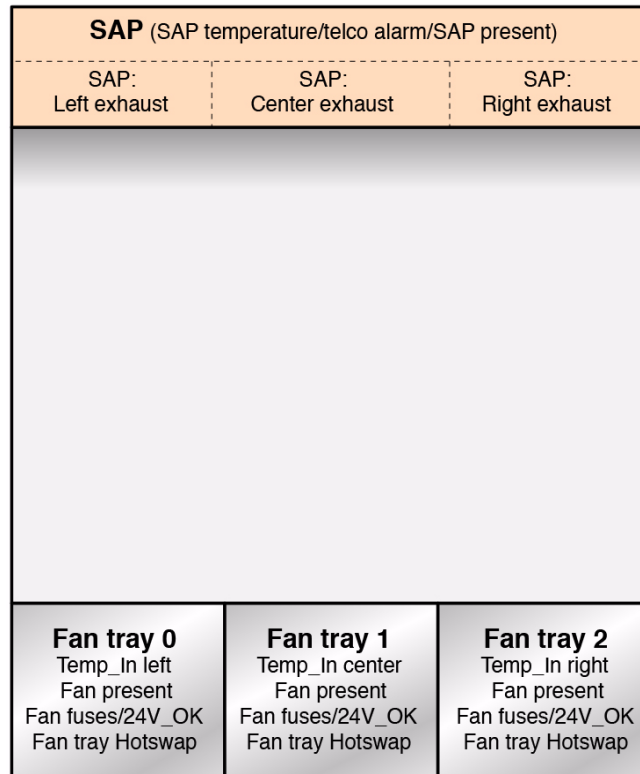 SAP (SAP temperature/telco alarm/SAP present)
SAP:
Left exhaust
SAP:
Center exhaust
SAP:
Right exhaust
Fan tray 0
Temp_In left
Fan present
Fan fuses/24V_OK
Fan tray Hotswap
Fan tray 1
Temp_In center
Fan present
Fan fuses/24V_OK
Fan tray Hotswap
Fan tray 2
Temp_In right
Fan present
Fan fuses/24V_OK
Fan tray Hotswap